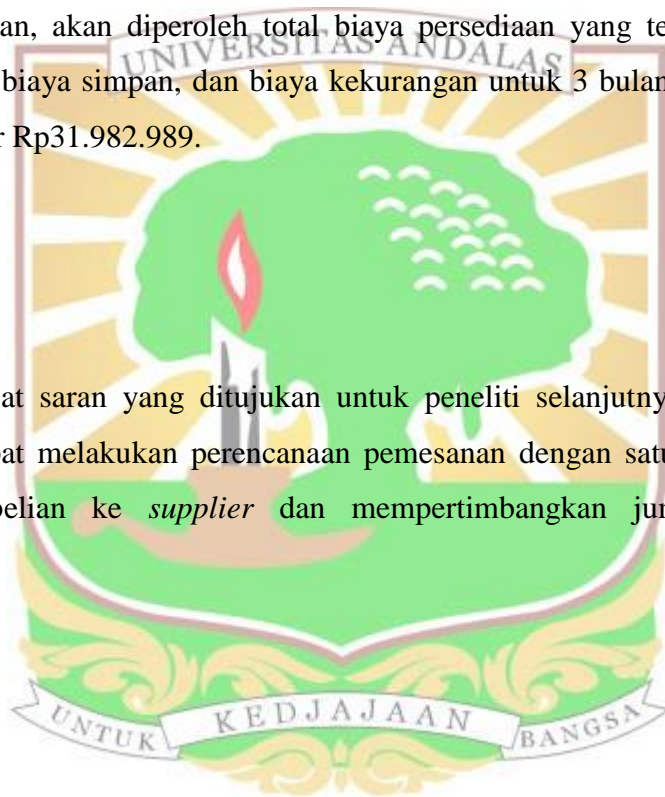 an, akan diperoleh total biaya persediaan yang te
UNIVERSITAS ANDALAS
biaya simpan, dan biaya kekurangan untuk 3 bulan
Rp31.982.989.
at saran yang ditujukan untuk peneliti selanjutny
at melakukan perencanaan pemesanan dengan satu
elian ke supplier dan mempertimbangkan jur
UNTUK KEDJAJAAN BANGSA